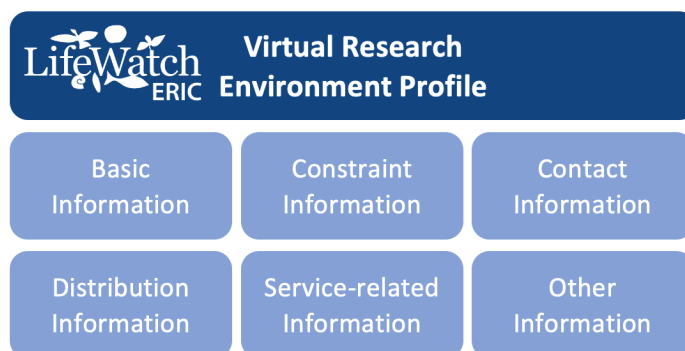 LifeWatch
ERIC
Virtual Research
Environment Profile
Basic
Information
Constraint
Information
Contact
Information
Distribution
Information
Service-related
Information
Other
Information